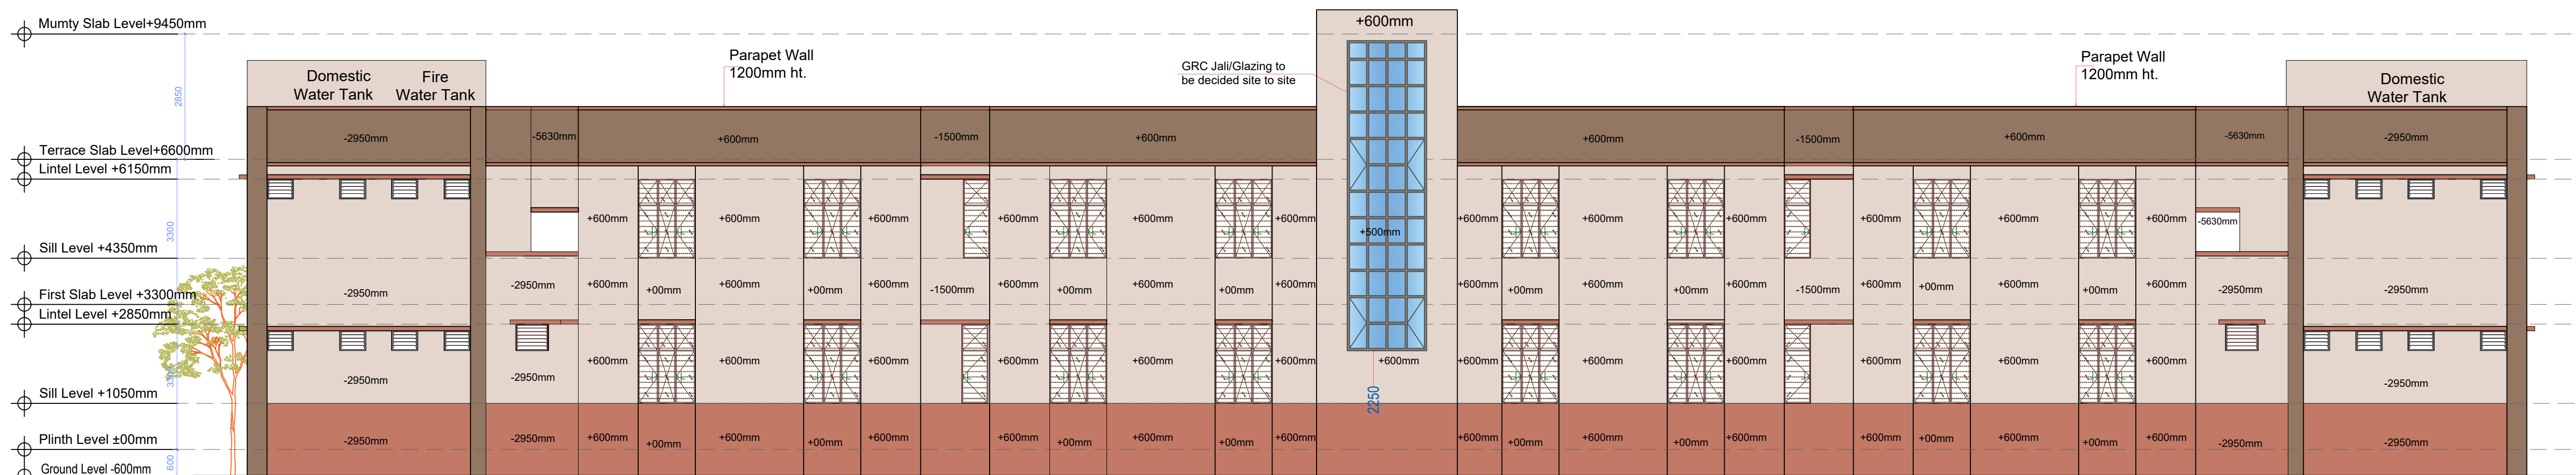 Mumty Slab Level+9450mm
+600mm
Parapet Wall
1200mm ht.
GRC Jali/Glazing to
be decided site to site
Parapet Wall
1200mm ht.
Domestic
Water Tank
Fire
Water Tank
Domestic
Water Tank
2850
-2950mm
-5630mm
+600mm
-1500mm
+600mm
+600mm
-1500mm
+600mm
-5630mm
-2950mm
Terrace Slab Level+6600mm
Lintel Level +6150mm
3300
+600mm
+600mm
+600mm
+600mm
+600mm
+600mm
+500mm
+600mm
+600mm
+600mm
+600mm
+600mm
+600mm
-5630mm
Sill Level +4350mm
First Slab Level +3300mm
Lintel Level +2850mm
-2950mm
-2950mm
+600mm
+00mm
+600mm
+00mm
+600mm
-1500mm
+600mm
+00mm
+600mm
+00mm
+600mm
+600mm
+00mm
+600mm
+00mm
+600mm
-1500mm
+600mm
+00mm
+600mm
+00mm
+600mm
-2950mm
-2950mm
-2950mm
-2950mm
+600mm
+600mm
+600mm
+600mm
+600mm
+600mm
+600mm
+600mm
+600mm
+600mm
+600mm
+600mm
+600mm
-2950mm
Sill Level +1050mm
2250
Plinth Level ±00mm
600
Ground Level -600mm
-2950mm
-2950mm
+600mm
+00mm
+600mm
+00mm
+600mm
+600mm
+00mm
+600mm
+00mm
+600mm
+600mm
+00mm
+600mm
+00mm
+600mm
+600mm
+00mm
+600mm
+00mm
+600mm
-2950mm
-2950mm